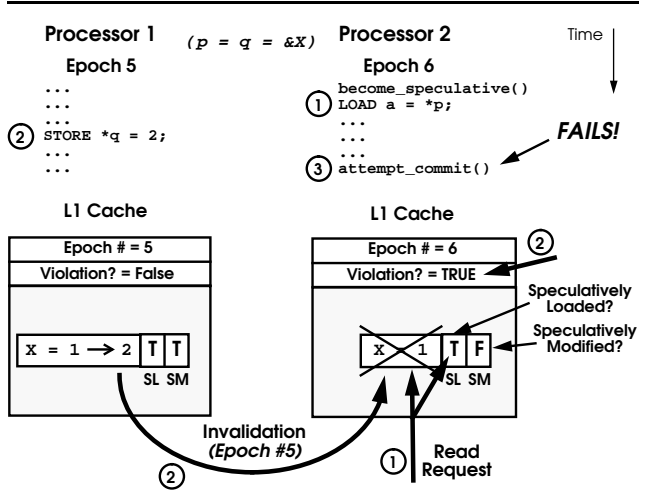 Processor 1
(p = q = &X)
Processor 2
Time
Epoch 5
Epoch 6
...
...
...
② STORE *q = 2;
...
...
become_speculative()
① LOAD a = *p;
...
...
...
③ attempt_commit()
FAILS!
L1 Cache
Epoch # = 5
Violation? = False
X = 1 → 2 T T
SL SM
L1 Cache
Epoch # = 6
Violation? = TRUE
②
X = 1 T F
SL SM
Speculatively
Loaded?
Speculatively
Modified?
Invalidation
(Epoch #5)
②
①
Read
Request